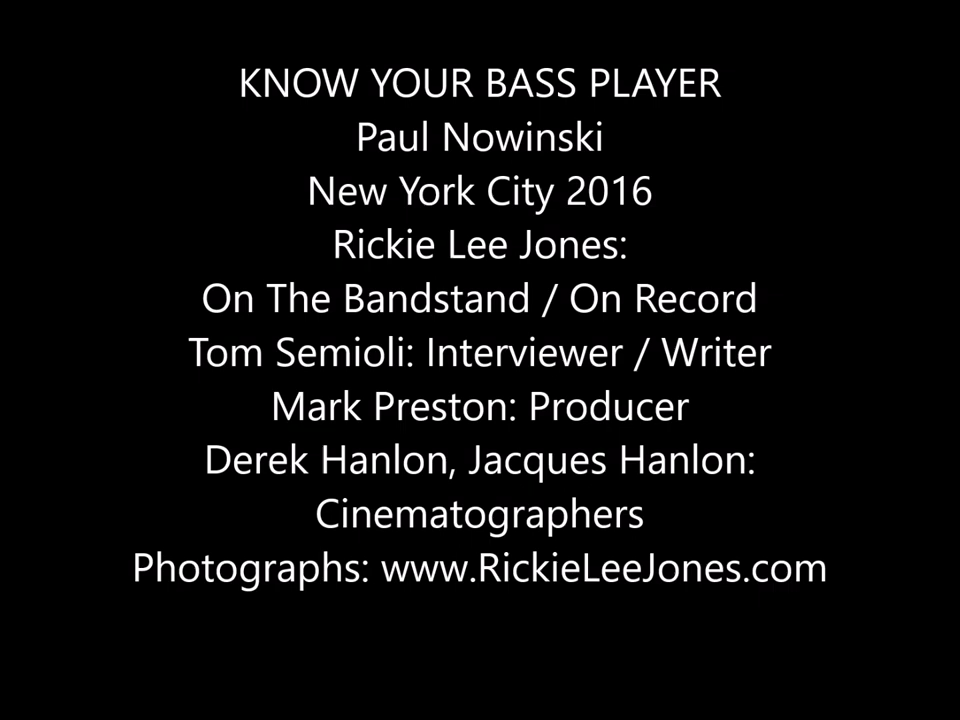 KNOW YOUR BASS PLAYER
Paul Nowinski
New York City 2016
Rickie Lee Jones:
On The Bandstand / On Record
Tom Semioli: Interviewer / Writer
Mark Preston: Producer
Derek Hanlon, Jacques Hanlon:
Cinematographers
Photographs: www.RickieLeeJones.com